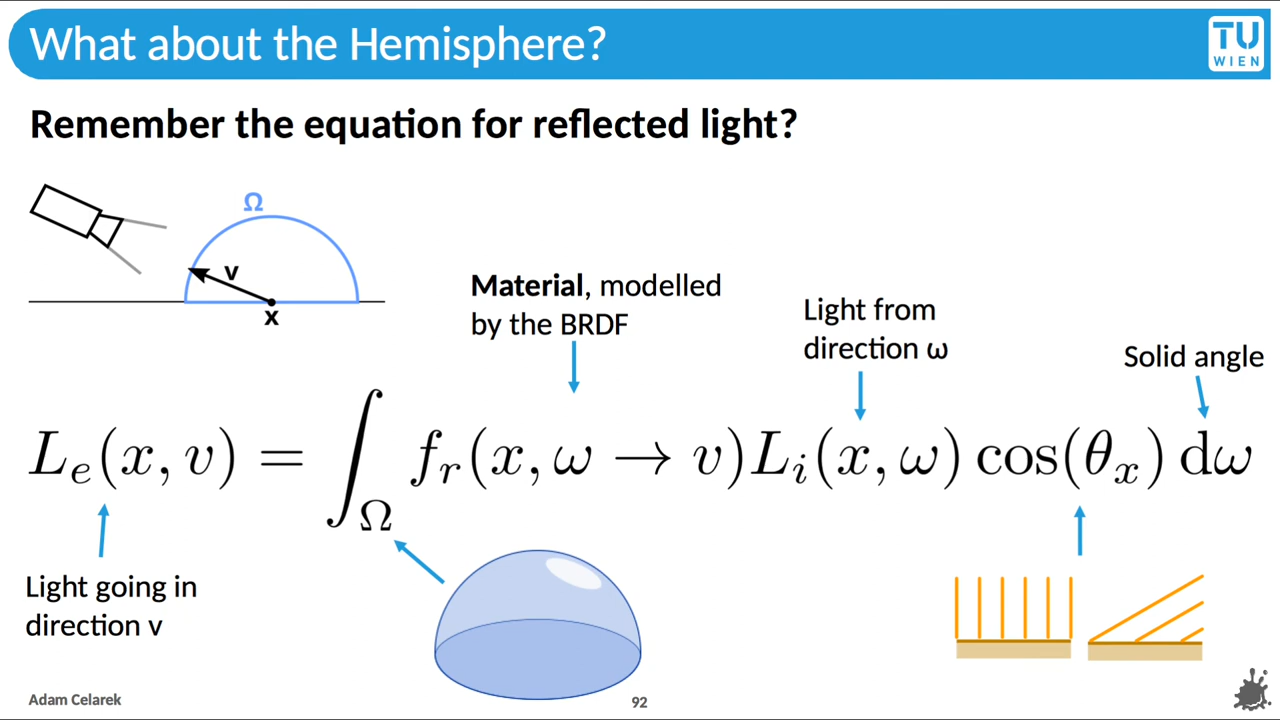 What about the Hemisphere?
TU
WIEN
Remember the equation for reflected light?
Ω
v
x
Material, modelled
by the BRDF
Light from
direction ω
Solid angle
L_e(x, v) = ∫_Ω f_r(x, ω → v)L_i(x, ω) cos(θ_x) dω
Light going in
direction v
Adam Celarek
92